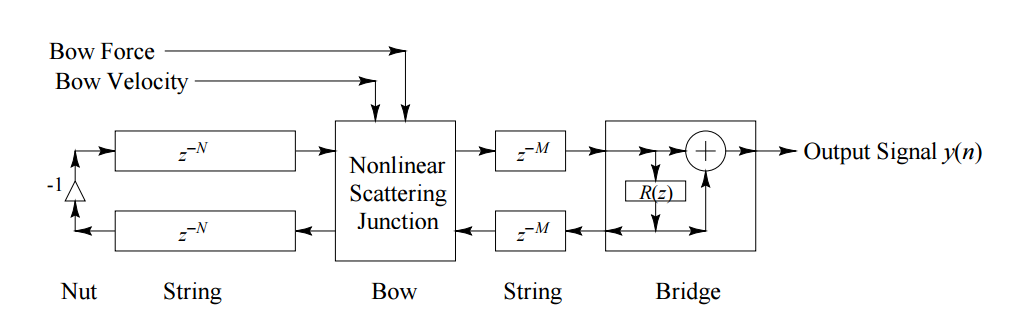 Bow Force
Bow Velocity
z^-N
Nonlinear
Scattering
Junction
z^-M
+
Output Signal y(n)
-1
R(z)
z^-N
z^-M
Nut
String
Bow
String
Bridge